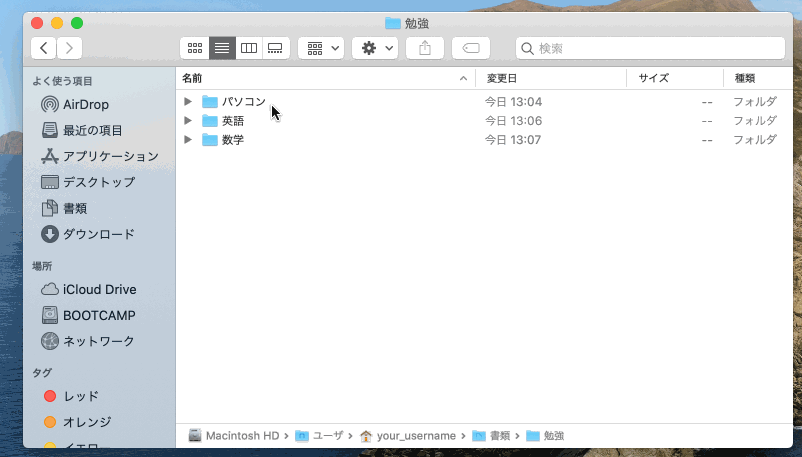 勉強
検索
よく使う項目
AirDrop
最近の項目
アプリケーション
デスクトップ
書類
ダウンロード
場所
iCloud Drive
BOOTCAMP
ネットワーク
タグ
レッド
オレンジ
イエロー
名前 変更日 サイズ 種類
パソコン 今日 13:04 -- フォルダ
英語 今日 13:06 -- フォルダ
数学 今日 13:07 -- フォルダ
Macintosh HD › ユーザ › your_username › 書類 › 勉強